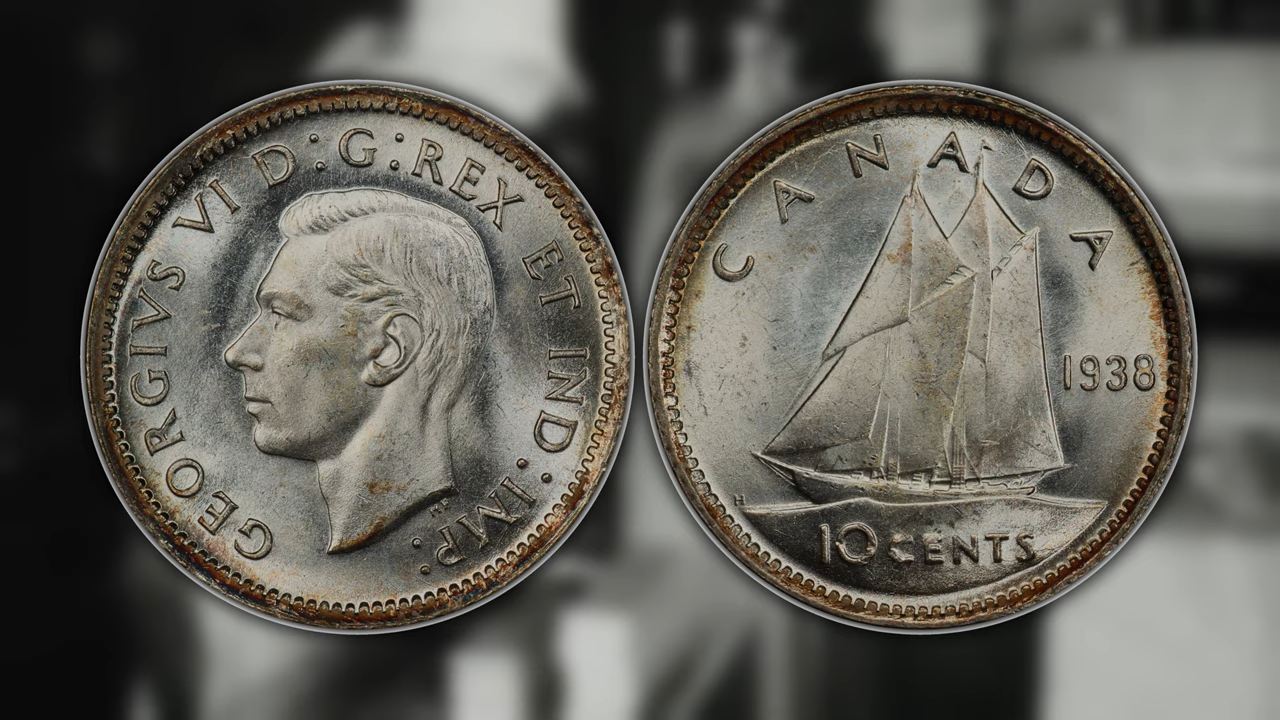 GEORGIVS VI D:G:REX ET IND:IMP:
HP
CANADA
1938
H
10 CENTS